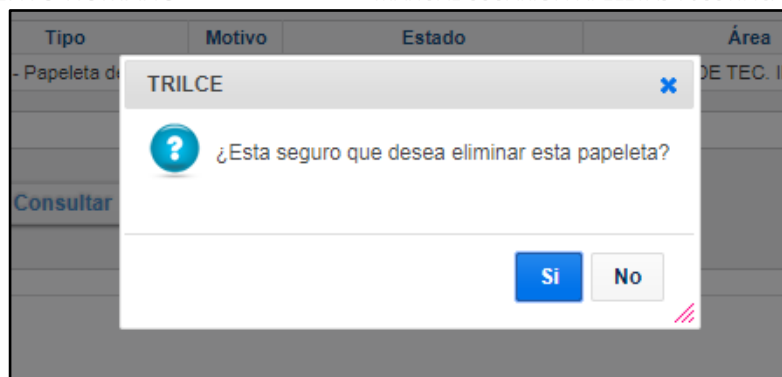 Tipo Motivo Estado Área
- Papeleta de DE TEC. I
TRILCE
¿Esta seguro que desea eliminar esta papeleta?
Consultar
Si No